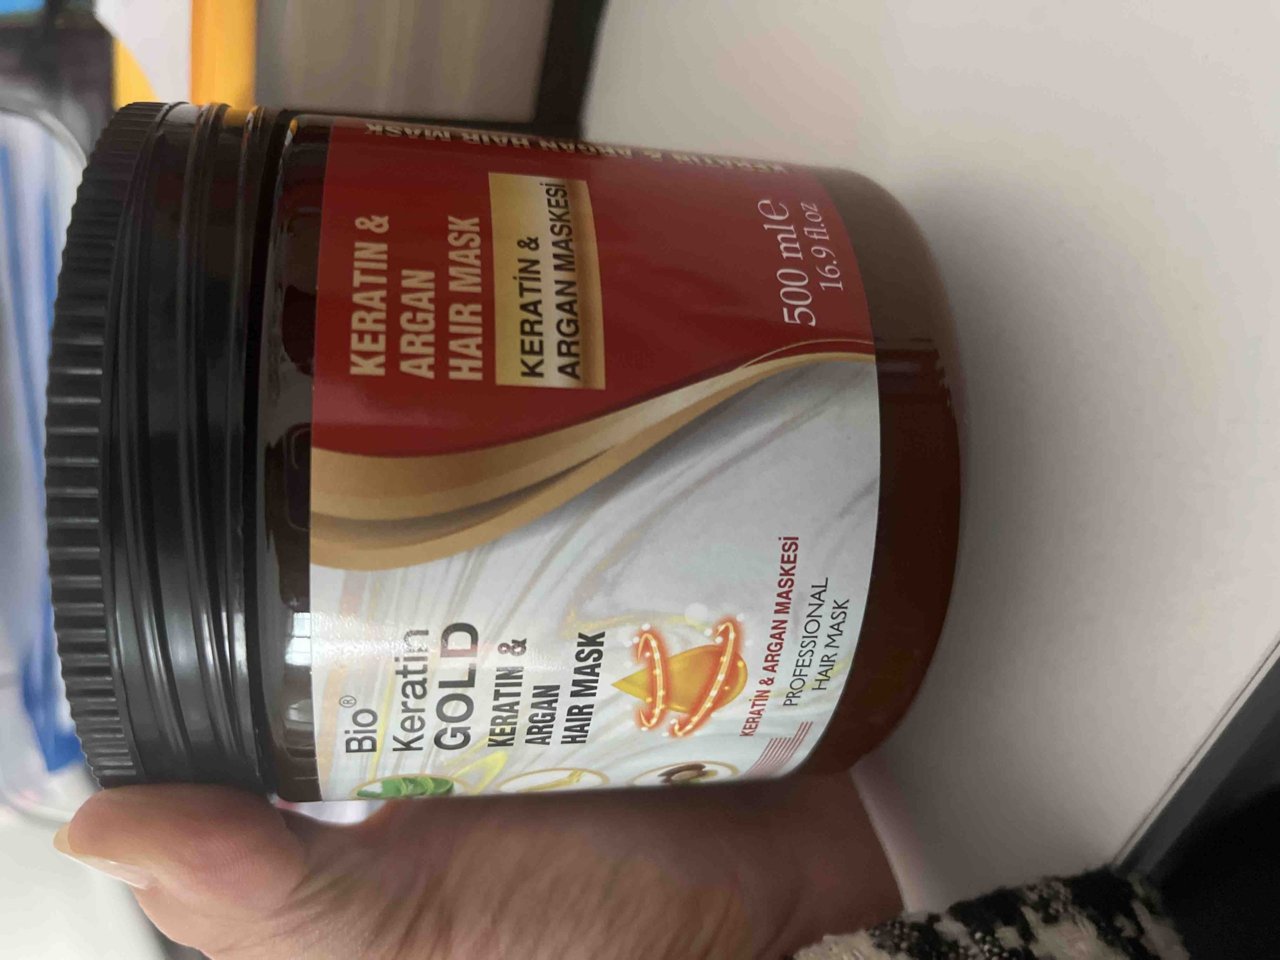 Bio®
Keratin
GOLD
KERATIN &
ARGAN
HAIR MASK
KERATİN & ARGAN MASKESİ
PROFESSIONAL
HAIR MASK
KERATIN &
ARGAN
HAIR MASK
KERATİN &
ARGAN MASKESİ
500 ml e
16.9 fl.oz
KERATIN & ARGAN HAIR MASK